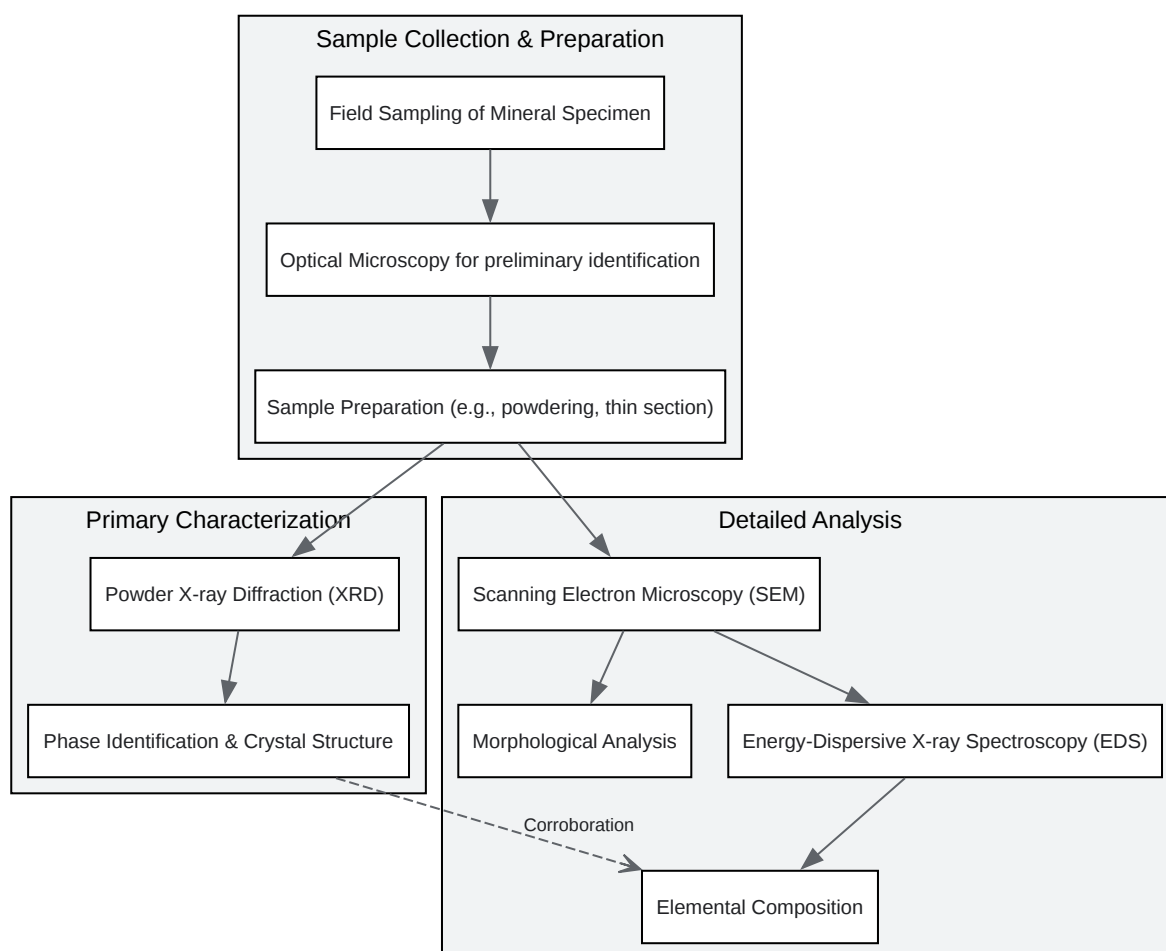 Sample Collection & Preparation
Field Sampling of Mineral Specimen
Optical Microscopy for preliminary identification
Sample Preparation (e.g., powdering, thin section)
Primary Characterization
Powder X-ray Diffraction (XRD)
Phase Identification & Crystal Structure
Detailed Analysis
Scanning Electron Microscopy (SEM)
Morphological Analysis
Energy-Dispersive X-ray Spectroscopy (EDS)
Corroboration
Elemental Composition